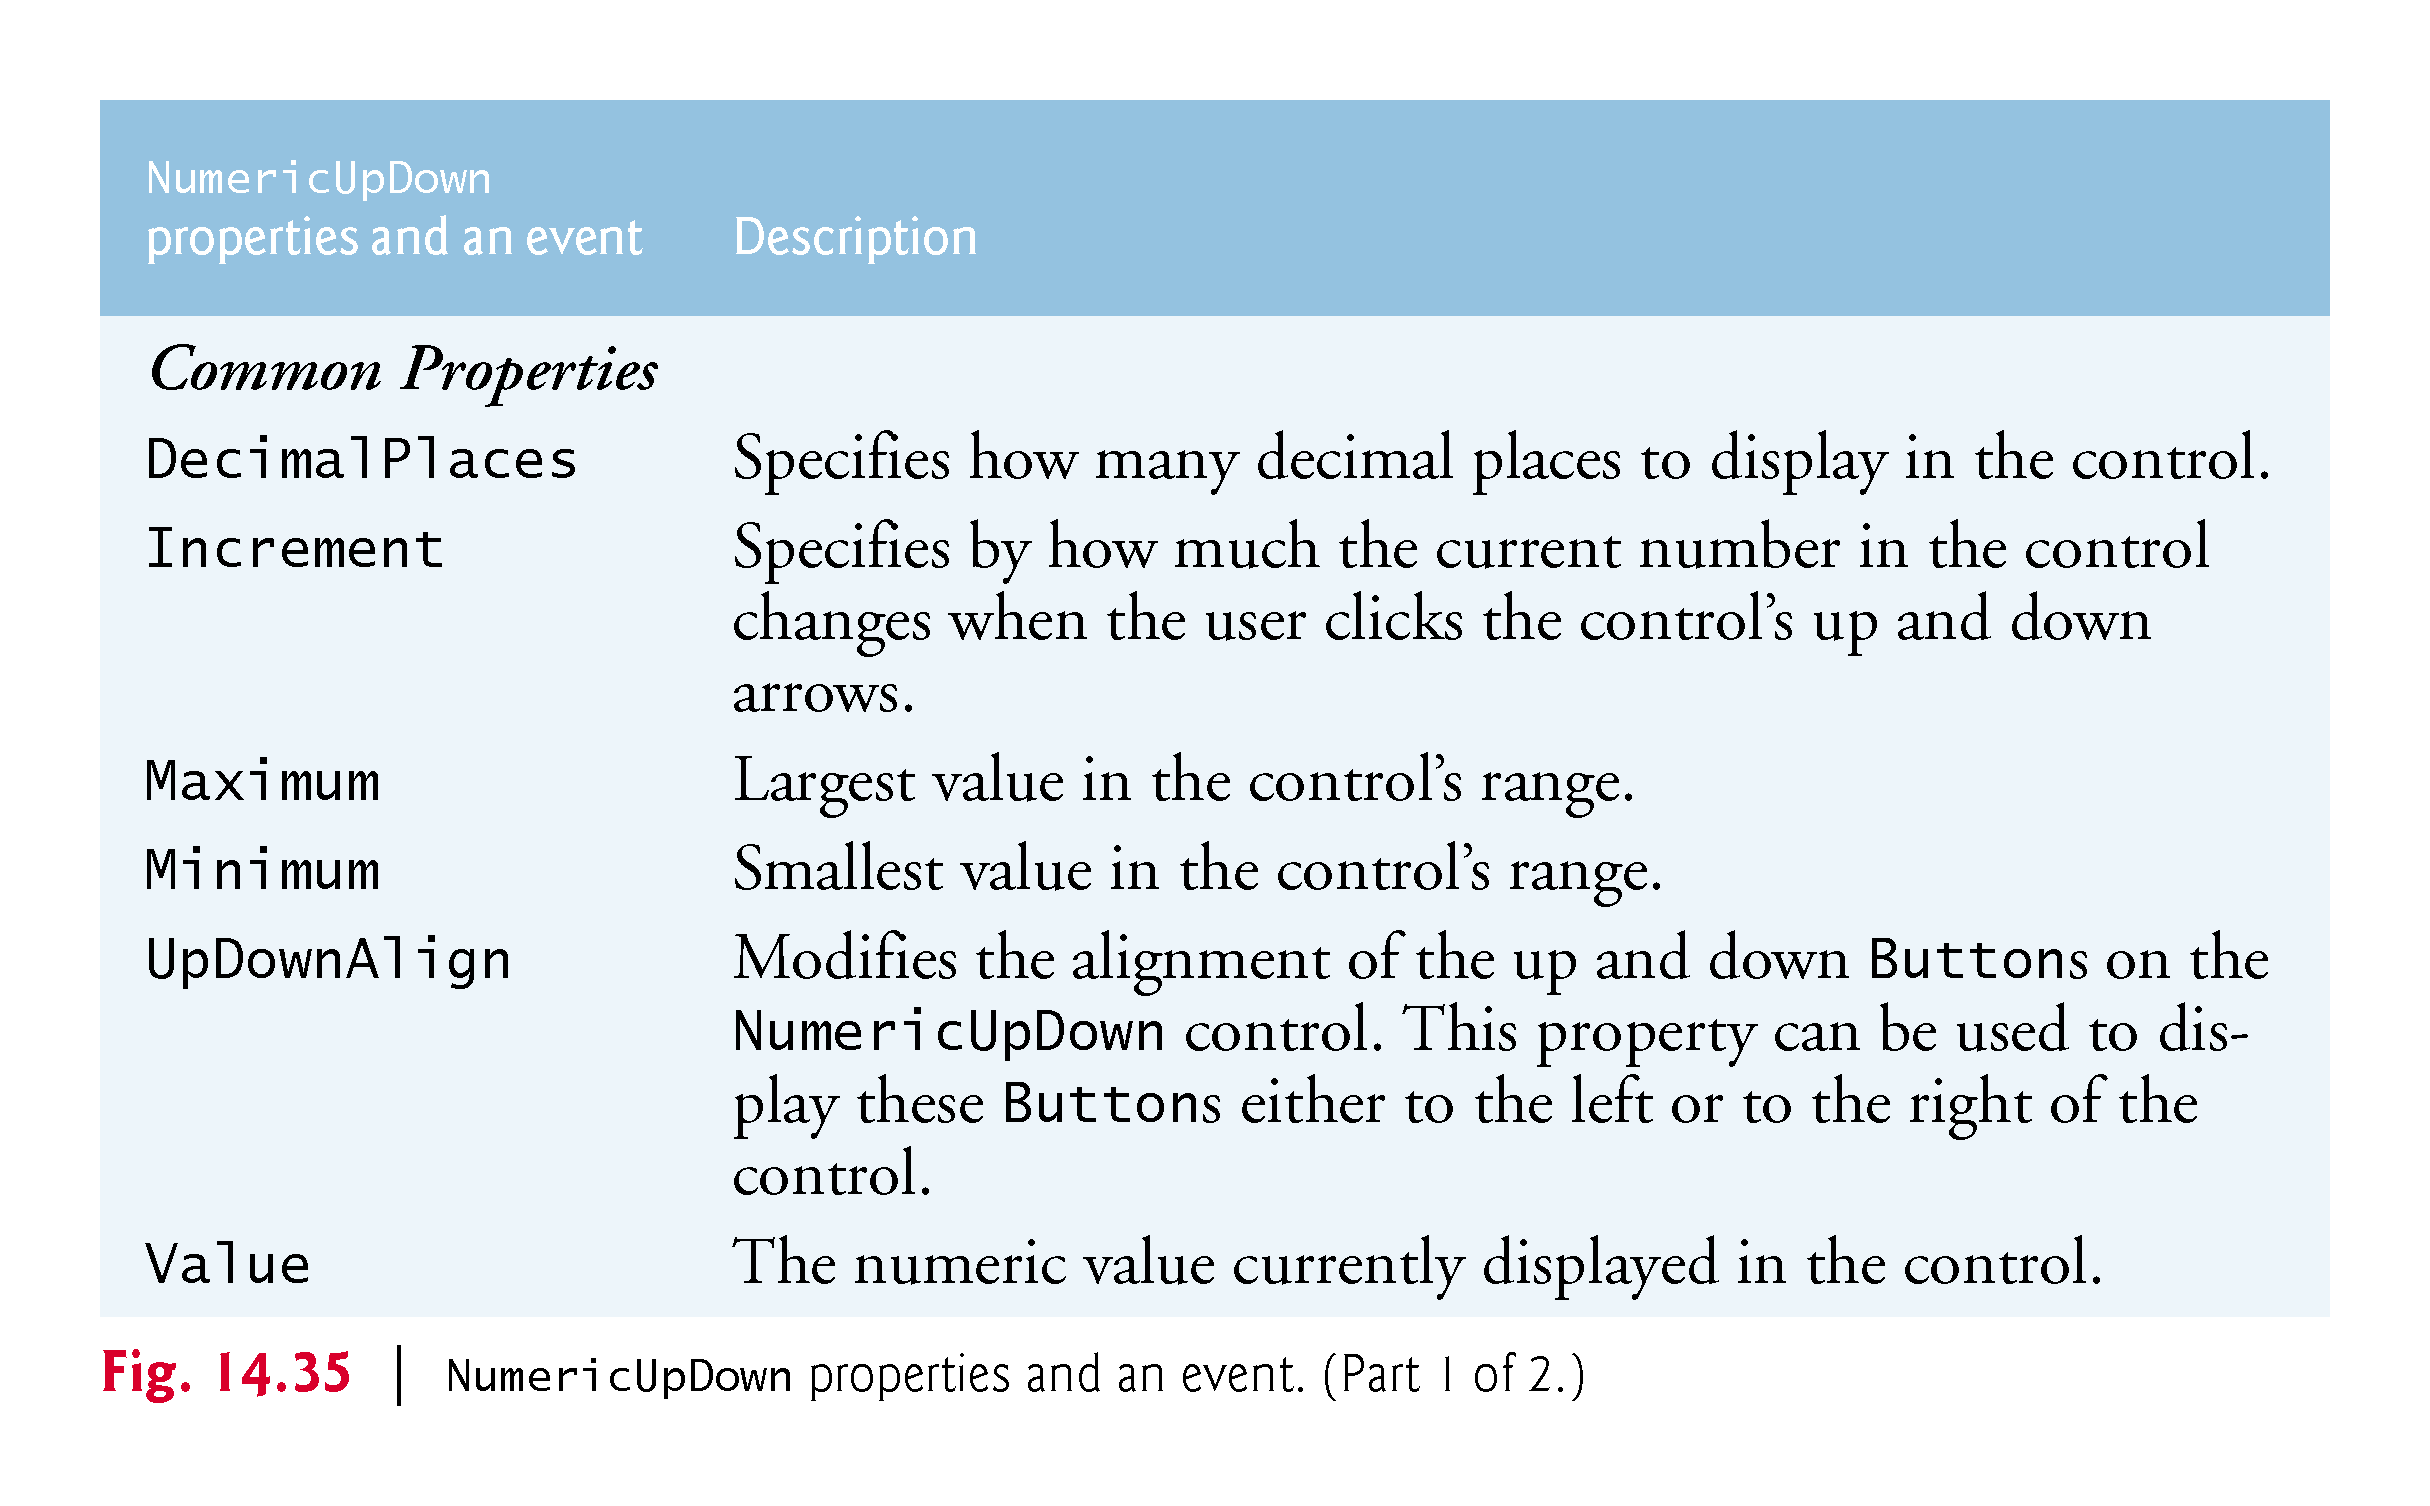 NumericUpDown
properties and an event Description
Common Properties
DecimalPlaces Specifies how many decimal places to display in the control.
Increment Specifies by how much the current number in the control
changes when the user clicks the control’s up and down
arrows.
Maximum Largest value in the control’s range.
Minimum Smallest value in the control’s range.
UpDownAlign Modifies the alignment of the up and down Buttons on the
NumericUpDown control. This property can be used to dis-
play these Buttons either to the left or to the right of the
control.
Value The numeric value currently displayed in the control.
Fig. 14.35 | NumericUpDown properties and an event. (Part 1 of 2.)